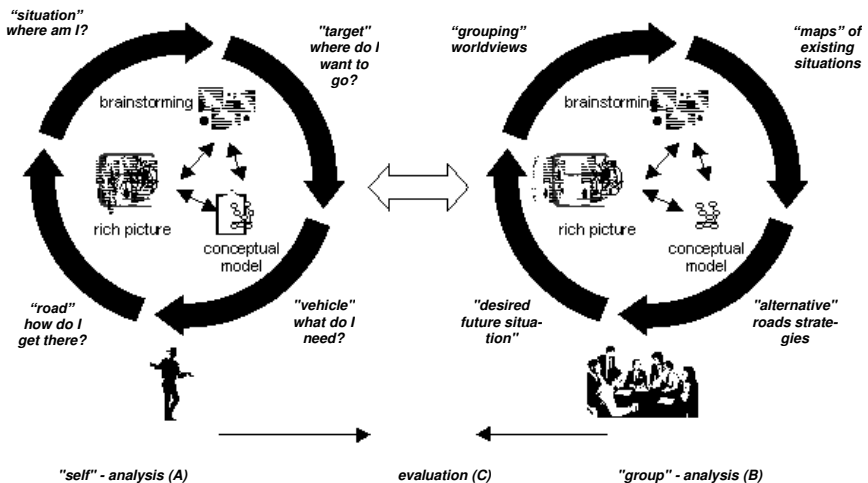 “situation”
where am I?
"target"
where do I
want to
go?
brainstorming
rich picture
conceptual
model
“road”
how do I
get there?
"vehicle"
what do I
need?
“grouping”
worldviews
“maps” of
existing
situations
brainstorming
rich picture
conceptual
model
"desired
future situa-
tion"
"alternative"
roads strate-
gies
"self" - analysis (A)
evaluation (C)
"group" - analysis (B)